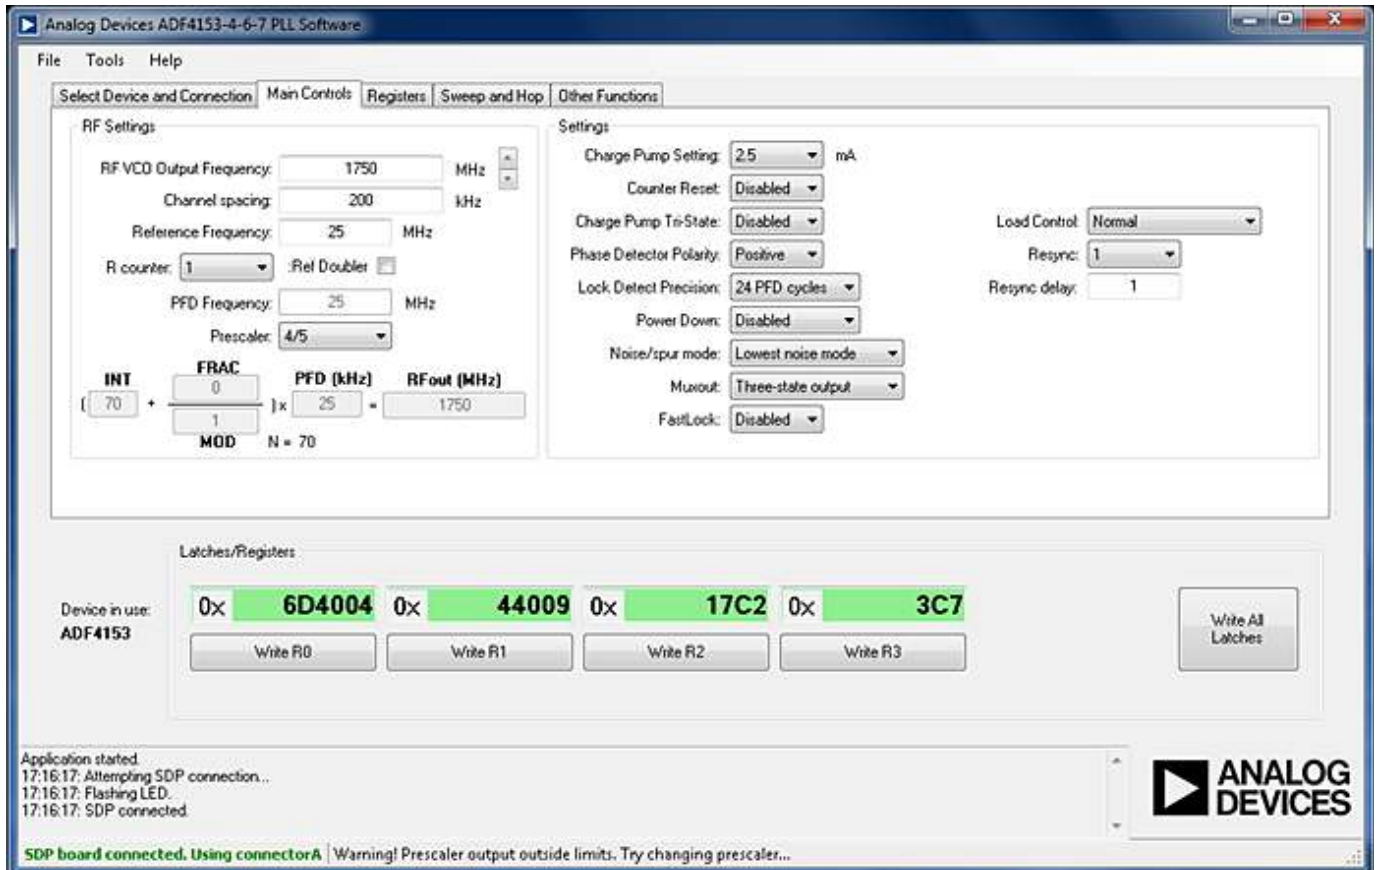 Analog Devices ADF4153-4-6-7 PLL Software
File Tools Help
Select Device and Connection Main Controls Registers Sweep and Hop Other Functions
RF Settings
RF VCO Output Frequency: 1750 MHz
Channel spacing: 200 kHz
Reference Frequency: 25 MHz
R counter: 1 :Ref Doubler
PFD Frequency: 25 MHz
Prescaler: 4/5
INT FRAC PFD (kHz) RFout (MHz)
( 70 + 0 / 1 ) x 25 = 1750
MOD N = 70
Settings
Charge Pump Setting: 2.5 mA
Counter Reset: Disabled
Charge Pump Tri-State: Disabled
Phase Detector Polarity: Positive
Lock Detect Precision: 24 PFD cycles
Power Down: Disabled
Noise/spur mode: Lowest noise mode
Muxout: Three-state output
FastLock: Disabled
Load Control: Normal
Resync: 1
Resync delay: 1
Latches/Registers
Device in use:
ADF4153
0x 6D4004 0x 44009 0x 17C2 0x 3C7
Write R0 Write R1 Write R2 Write R3
Write All
Latches
Application started.
17:16:17: Attempting SDP connection...
17:16:17: Flashing LED.
17:16:17: SDP connected.
ANALOG
DEVICES
SDP board connected. Using connectorA Warning! Prescaler output outside limits. Try changing prescaler...